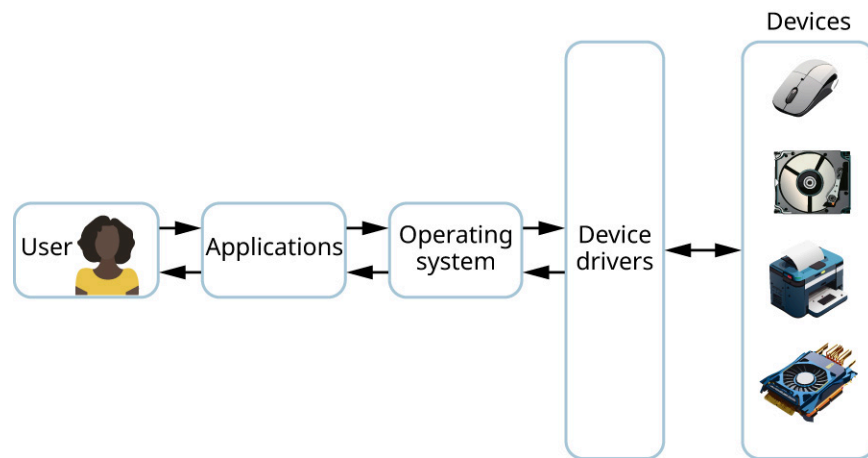 Devices
User
Applications
Operating
system
Device
drivers